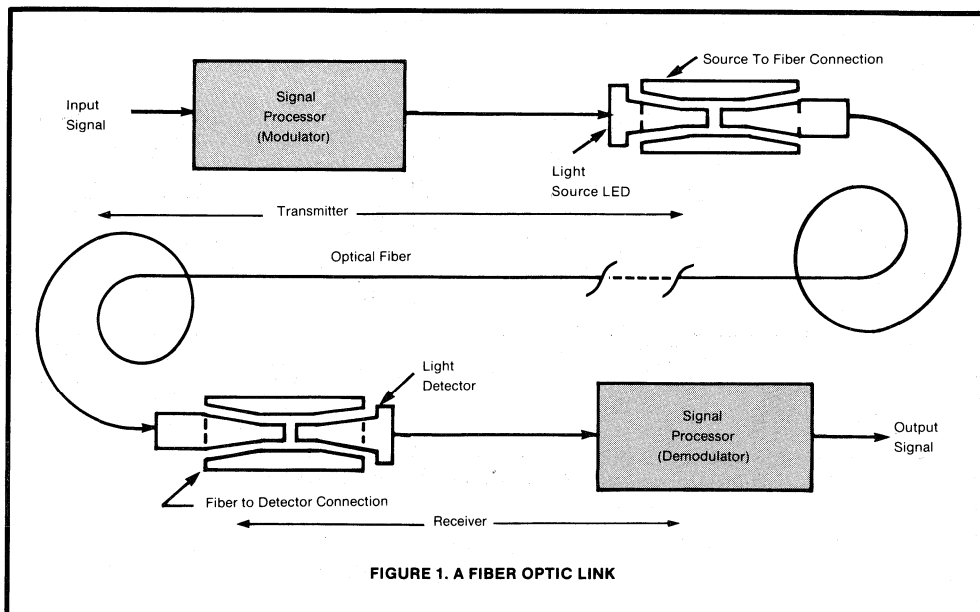 Source To Fiber Connection
Input
Signal
Signal
Processor
(Modulator)
Light
Source LED
Transmitter
Optical Fiber
Light
Detector
Signal
Processor
(Demodulator)
Output
Signal
Fiber to Detector Connection
Receiver
FIGURE 1. A FIBER OPTIC LINK